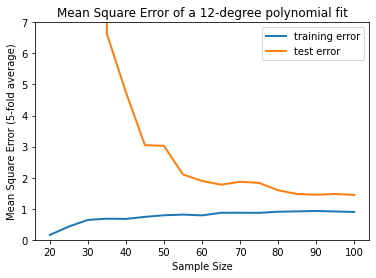 Mean Square Error of a 12-degree polynomial fit
training error
test error
Mean Square Error (5-fold average)
7
6
5
4
3
2
1
0
20 30 40 50 60 70 80 90 100
Sample Size